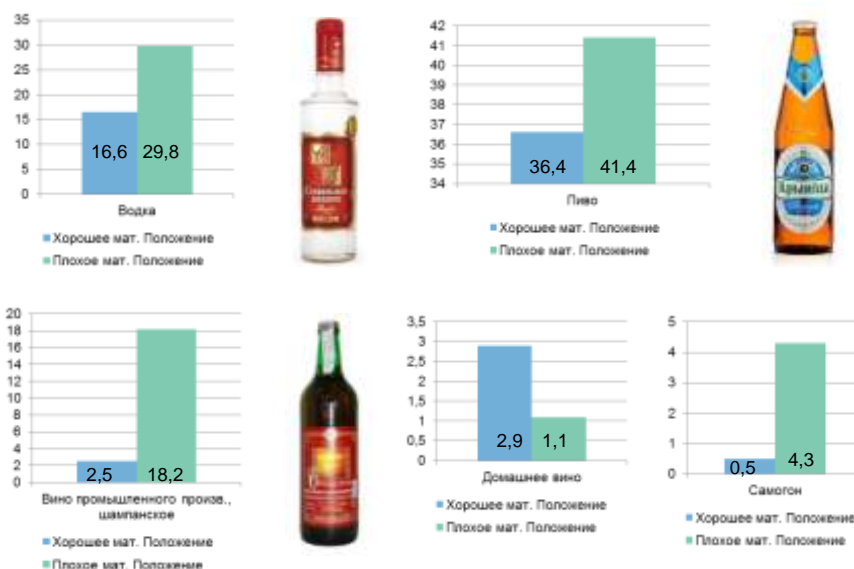 35
30
25
20
15
10
5
0
16,6 29,8
Водка
Хорошее мат. Положение
Плохое мат. Положение
42
41
40
39
38
37
36
35
34
36,4 41,4
Пиво
Хорошее мат. Положение
Плохое мат. Положение
20
18
16
14
12
10
8
6
4
2
0
2,5 18,2
Вино промышленного произв.,
шампанское
Хорошее мат. Положение
Плохое мат. Положение
3,5
3
2,5
2
1,5
1
0,5
0
2,9 1,1
Домашнее вино
Хорошее мат. Положение
Плохое мат. Положение
5
4
3
2
1
0
0,5 4,3
Самогон
Хорошее мат. Положение
Плохое мат. Положение